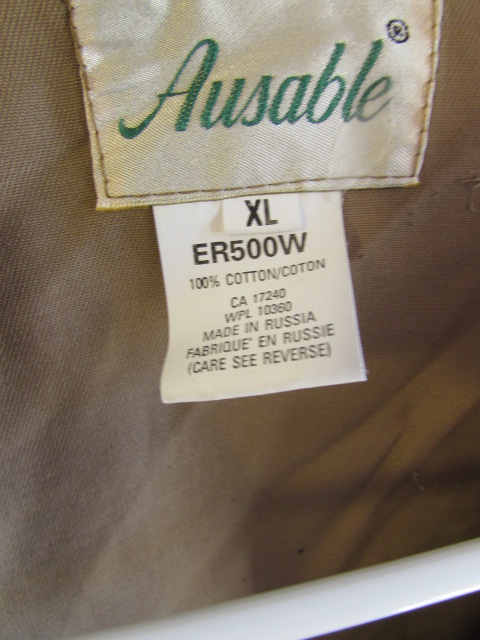 Ausable ®
XL
ER500W
100% COTTON/COTON
CA 17240
WPL 10360
MADE IN RUSSIA
FABRIQUE' EN RUSSIE
(CARE SEE REVERSE)